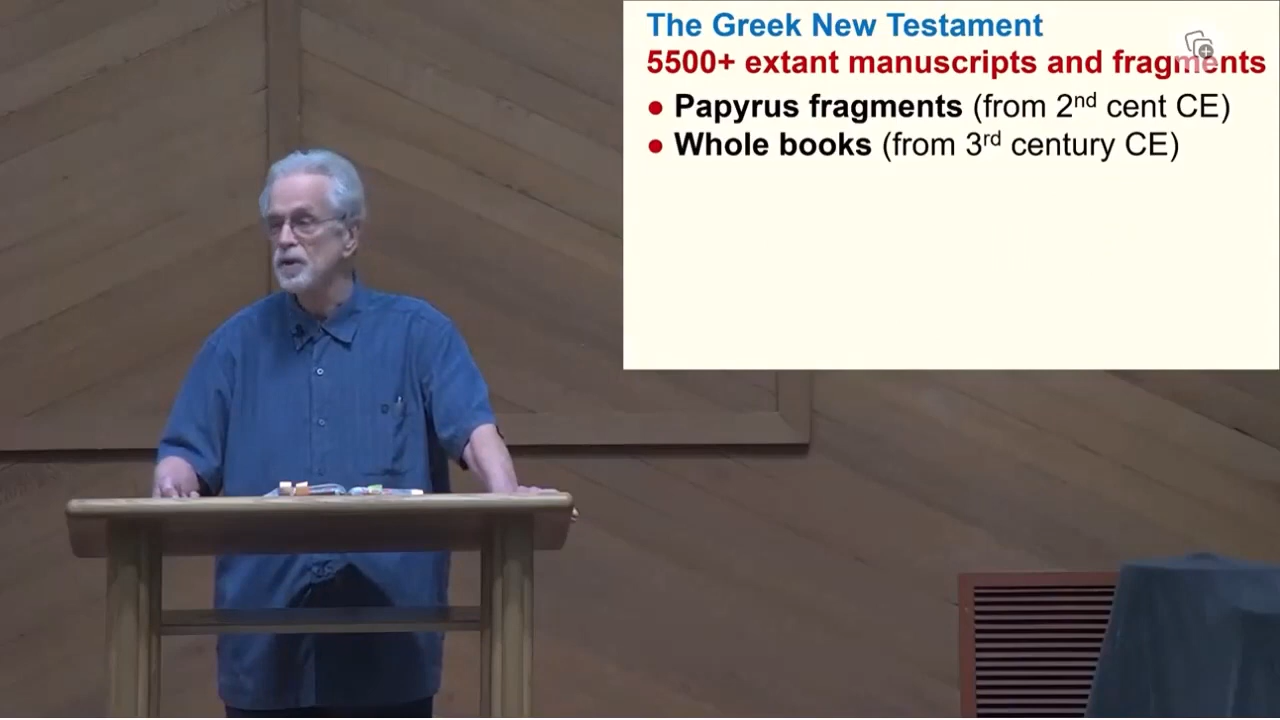 The Greek New Testament
5500+ extant manuscripts and fragments
● Papyrus fragments (from 2nd cent CE)
● Whole books (from 3rd century CE)